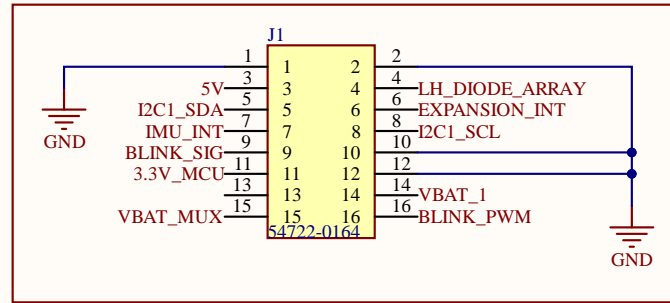 J1
1 1 2 2
5V 3 3 4 4 LH_DIODE_ARRAY
I2C1_SDA 5 5 6 6 EXPANSION_INT
IMU_INT 7 7 8 8 I2C1_SCL
BLINK_SIG 9 9 10 10
3.3V_MCU 11 11 12 12
13 13 14 14 VBAT_1
VBAT_MUX 15 15 16 16 BLINK_PWM
54722-0164
GND
GND